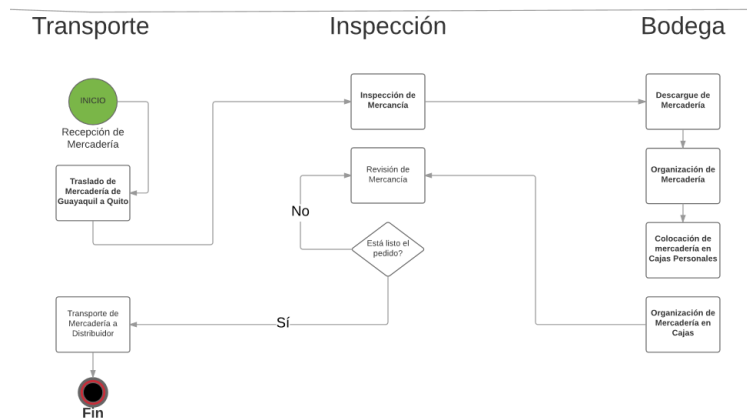 Transporte
Inspección
Bodega
INICIO
Recepción de
Mercadería
Traslado de
Mercadería de
Guayaquil a Quito
Inspección de
Mercancía
Descargue de
Mercadería
Organización de
Mercadería
Colocación de
mercadería en
Cajas Personales
Organización de
Mercadería en
Cajas
Revisión de
Mercancía
No
Está listo el
pedido?
Sí
Transporte de
Mercadería a
Distribuidor
Fin